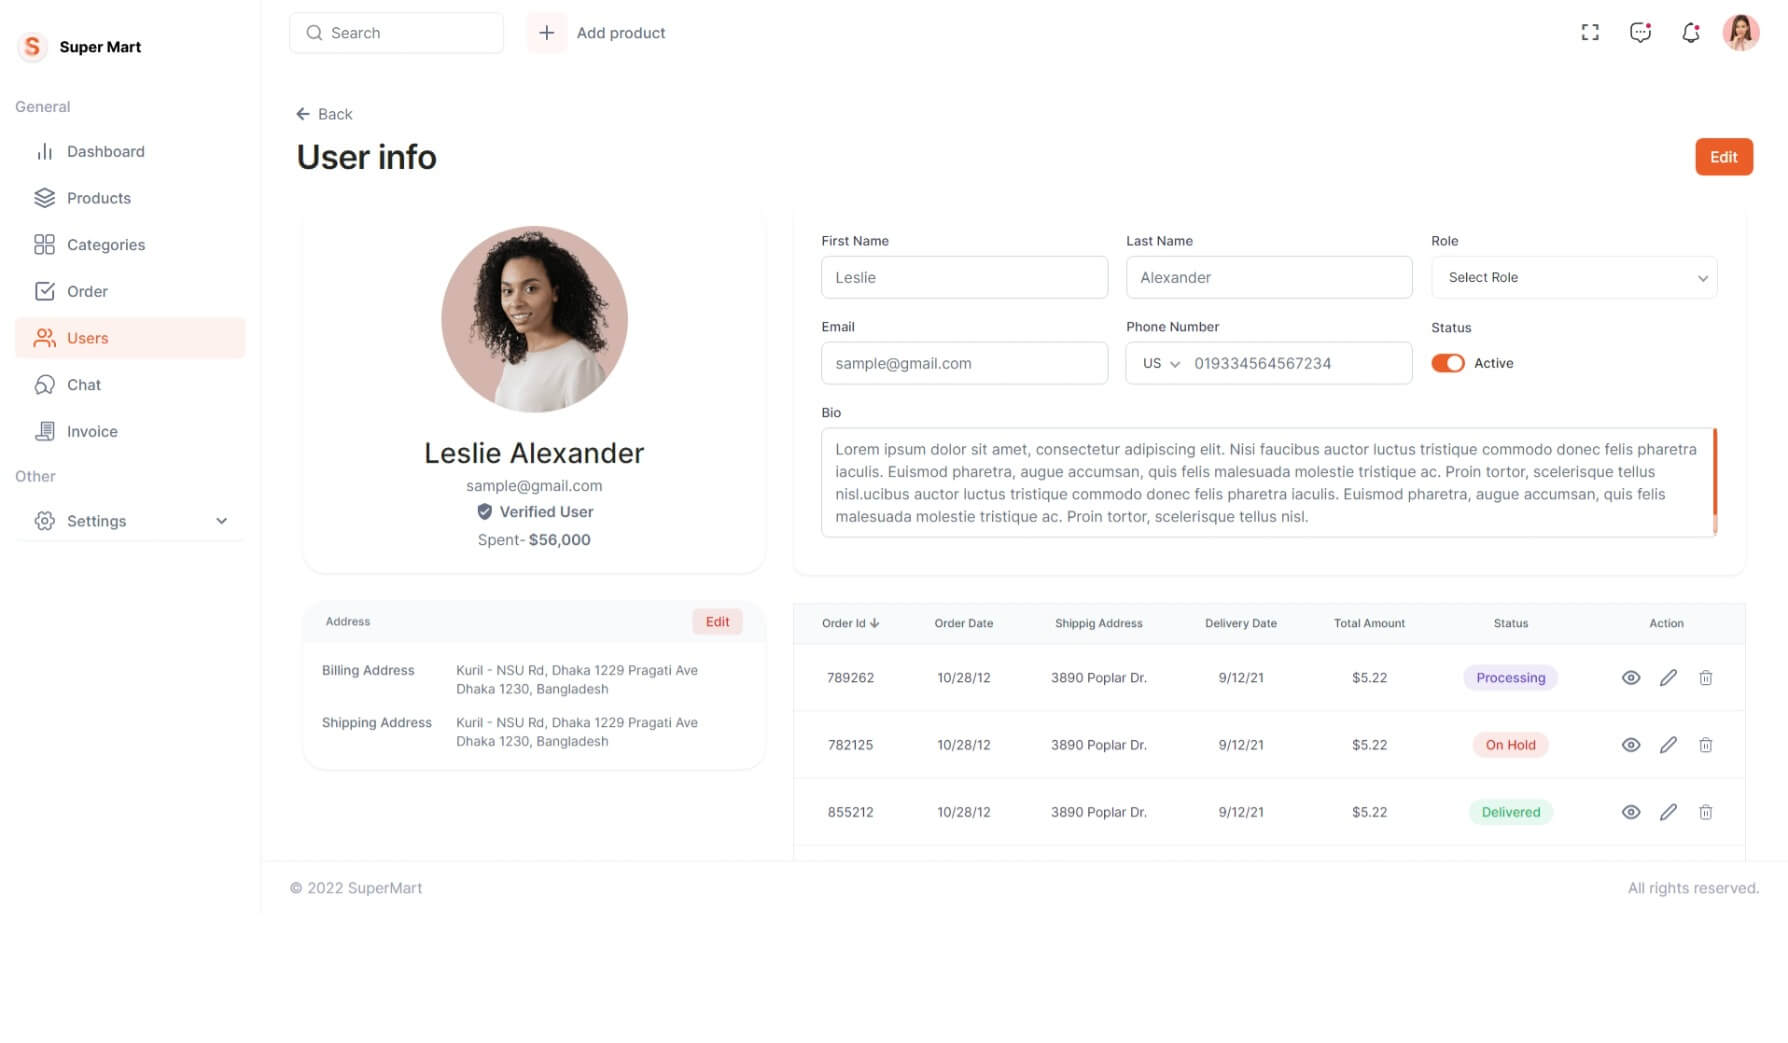 S Super Mart
Search
+ Add product
General
Dashboard
Products
Categories
Order
Users
Chat
Invoice
Other
Settings
Back
User info
Edit
Leslie Alexander
sample@gmail.com
Verified User
Spent- $56,000
First Name
Leslie
Last Name
Alexander
Role
Select Role
Email
sample@gmail.com
Phone Number
US 019334564567234
Status
Active
Bio
Lorem ipsum dolor sit amet, consectetur adipiscing elit. Nisi faucibus auctor luctus tristique commodo donec felis pharetra
iaculis. Euismod pharetra, augue accumsan, quis felis malesuada molestie tristique ac. Proin tortor, scelerisque tellus
nisl.ucibus auctor luctus tristique commodo donec felis pharetra iaculis. Euismod pharetra, augue accumsan, quis felis
malesuada molestie tristique ac. Proin tortor, scelerisque tellus nisl.
Address Edit
Billing Address Kuril - NSU Rd, Dhaka 1229 Pragati Ave
Dhaka 1230, Bangladesh
Shipping Address Kuril - NSU Rd, Dhaka 1229 Pragati Ave
Dhaka 1230, Bangladesh
Order Id Order Date Shippig Address Delivery Date Total Amount Status Action
789262 10/28/12 3890 Poplar Dr. 9/12/21 $5.22 Processing
782125 10/28/12 3890 Poplar Dr. 9/12/21 $5.22 On Hold
855212 10/28/12 3890 Poplar Dr. 9/12/21 $5.22 Delivered
© 2022 SuperMart
All rights reserved.